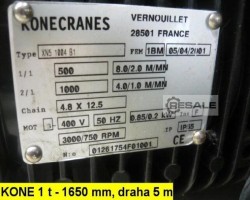 KONECRANES
VERNOUILLET
28501 FRANCE
Type XN5 1004 B1 FEM 1BM 05/04/2001
1/1 500 8.0/2.0 M/MN
2/1 1000 4.0/1.0 M/MN
Chain 4.8 X 12.5
MOT 3~ 400 V 50 HZ 0.85/0.2 kW
3000/750 RPM
CE
N:o 01261754F01001
RESALE
KONE 1 t - 1650 mm, draha 5 m